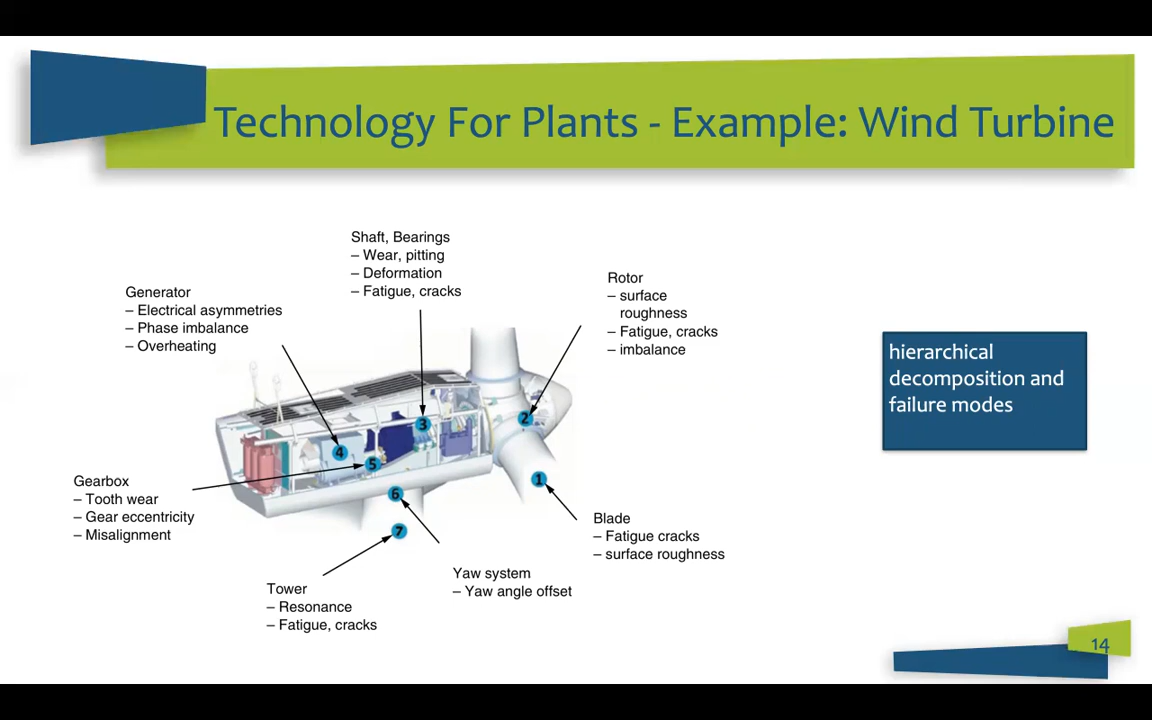 Technology For Plants - Example: Wind Turbine
Shaft, Bearings
– Wear, pitting
– Deformation
– Fatigue, cracks
Rotor
– surface
roughness
– Fatigue, cracks
– imbalance
Generator
– Electrical asymmetries
– Phase imbalance
– Overheating
hierarchical
decomposition and
failure modes
3
2
4
5
1
6
7
Gearbox
– Tooth wear
– Gear eccentricity
– Misalignment
Blade
– Fatigue cracks
– surface roughness
Yaw system
– Yaw angle offset
Tower
– Resonance
– Fatigue, cracks
14